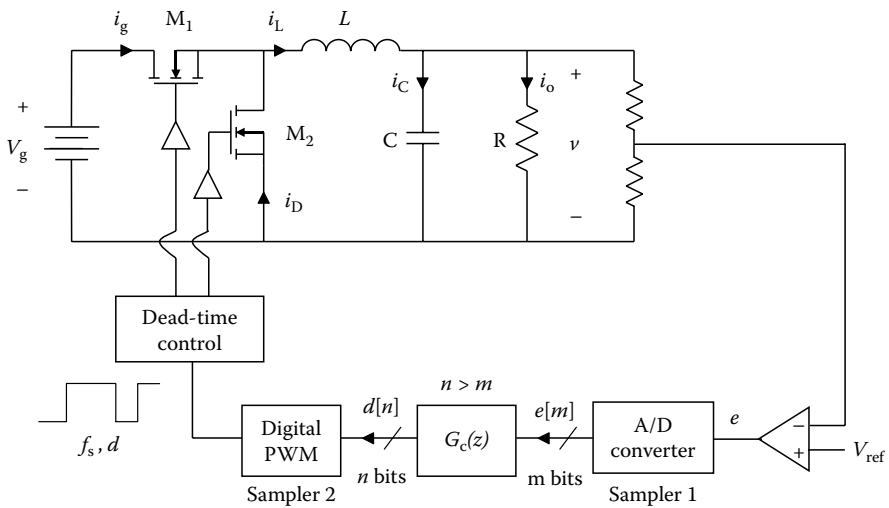 i_g
M_1
i_L
L
+
V_g
−
M_2
i_D
i_C
C
i_o
R
+
ν
−
Dead-time
control
f_s, d
Digital
PWM
Sampler 2
d[n]
n bits
n > m
G_c(z)
e[m]
m bits
A/D
converter
Sampler 1
e
−
+
V_ref